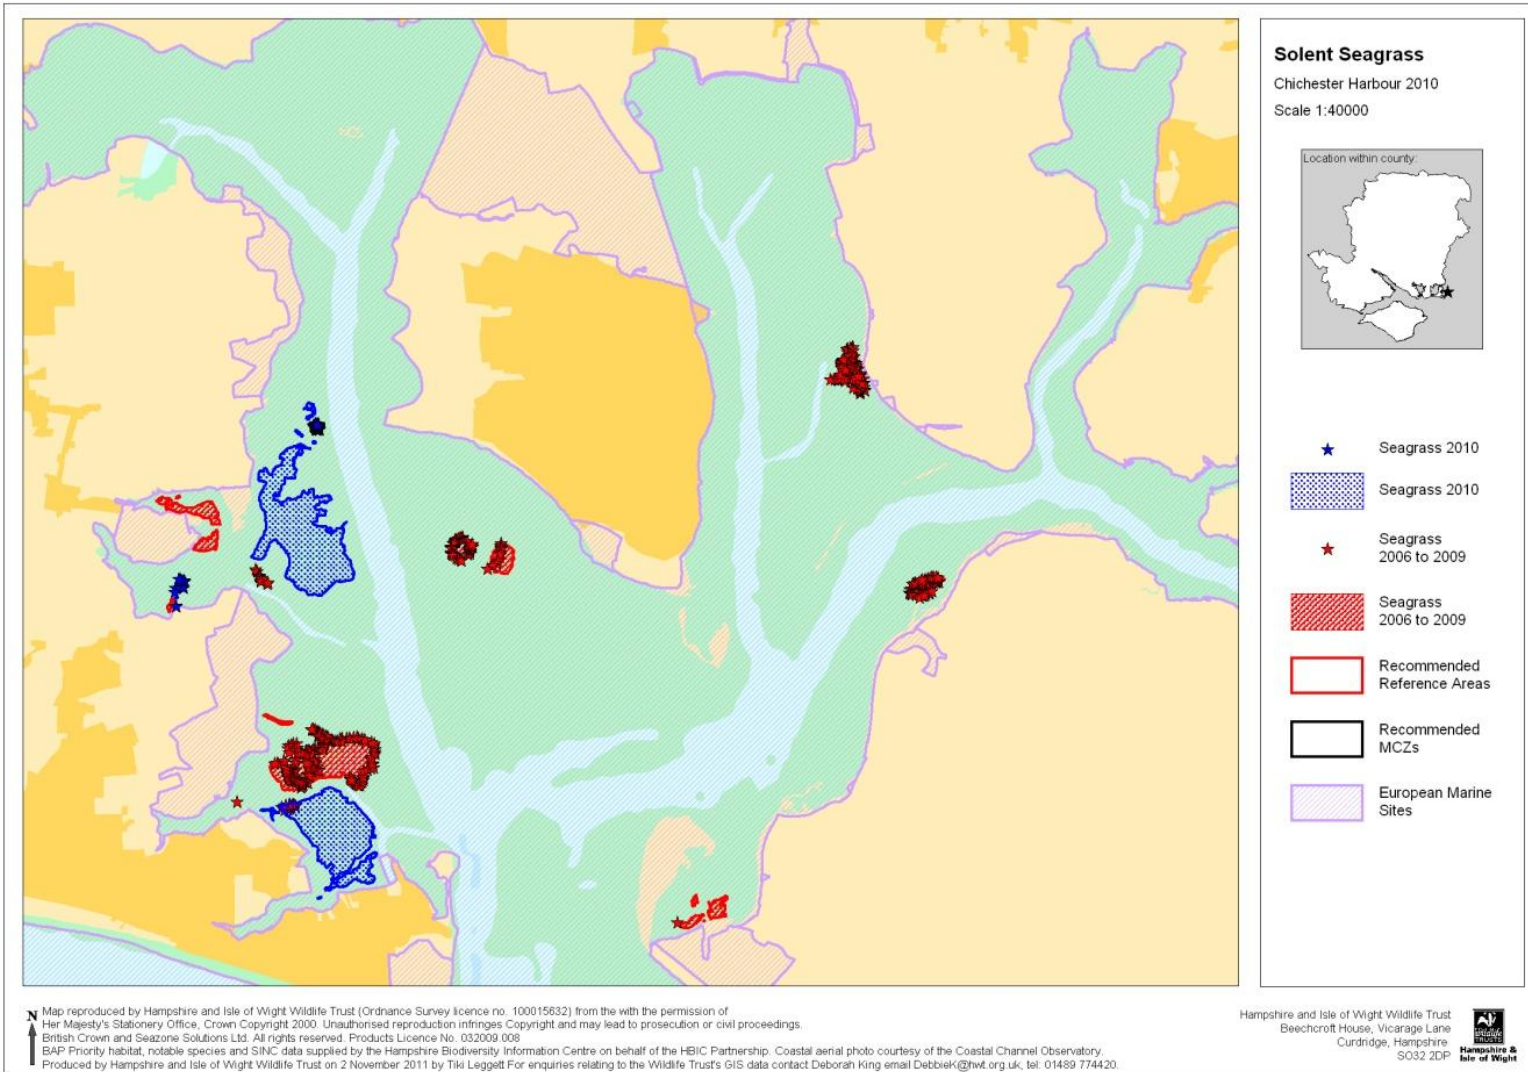 Solent Seagrass
Chichester Harbour 2010
Scale 1:40000
Location within county:
Seagrass 2010
Seagrass 2010
Seagrass
2006 to 2009
Seagrass
2006 to 2009
Recommended
Reference Areas
Recommended
MCZs
European Marine
Sites
N
Map reproduced by Hampshire and Isle of Wight Wildlife Trust (Ordnance Survey licence no. 100015632) from the with the permission of
Her Majesty's Stationery Office, Crown Copyright 2000. Unauthorised reproduction infringes Copyright and may lead to prosecution or civil proceedings.
British Crown and Seazone Solutions Ltd. All rights reserved. Products Licence No. 032009.008
BAP Priority habitat, notable species and SINC data supplied by the Hampshire Biodiversity Information Centre on behalf of the HBIC Partnership. Coastal aerial photo courtesy of the Coastal Channel Observatory.
Produced by Hampshire and Isle of Wight Wildlife Trust on 2 November 2011 by Tiki Leggett For enquiries relating to the Wildlife Trust's GIS data contact Deborah King email DebbieK@hwt.org.uk, tel: 01489 774420.
Hampshire and Isle of Wight Wildlife Trust
Beechcroft House, Vicarage Lane
Curdridge, Hampshire
SO32 2DP
Hampshire &
Isle of Wight